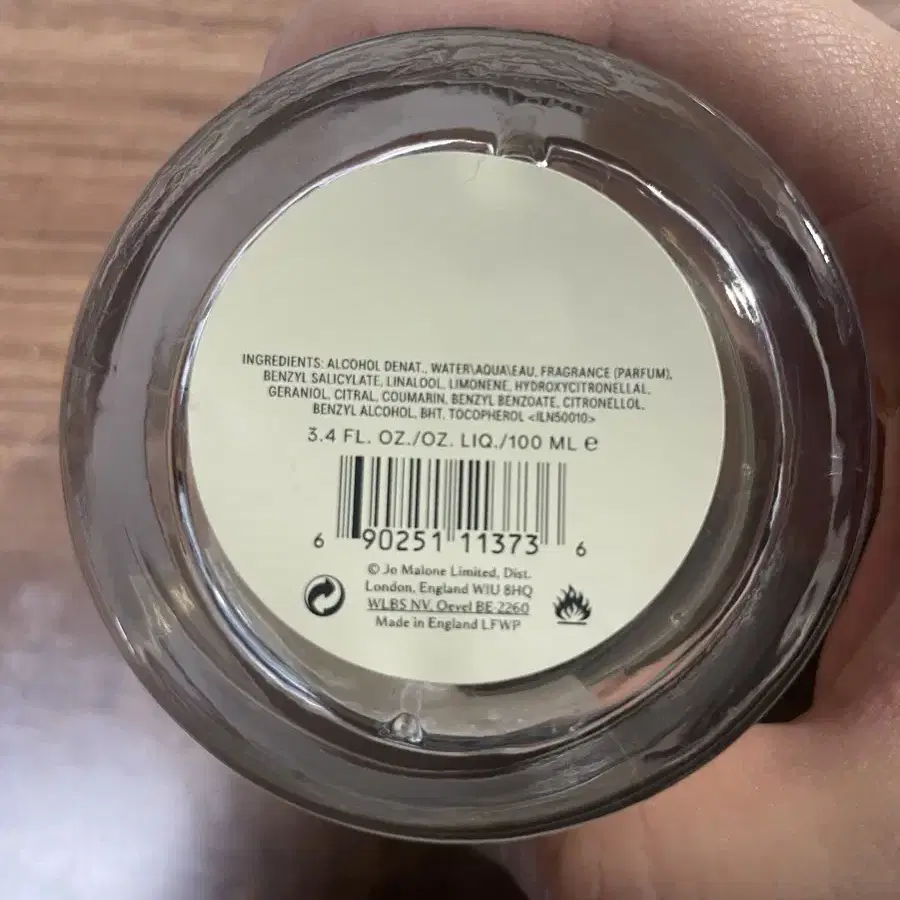 INGREDIENTS: ALCOHOL DENAT., WATER\AQUA\EAU, FRAGRANCE (PARFUM),
BENZYL SALICYLATE, LINALOOL, LIMONENE, HYDROXYCITRONELLAL,
GERANIOL, CITRAL, COUMARIN, BENZYL BENZOATE, CITRONELLOL,
BENZYL ALCOHOL, BHT, TOCOPHEROL <ILN50010>
3.4 FL. OZ./OZ. LIQ./100 ML ℮
6 90251 11373 6
© Jo Malone Limited, Dist.
London, England W1U 8HQ
WLBS NV, Oevel BE-2260
Made in England LFWP